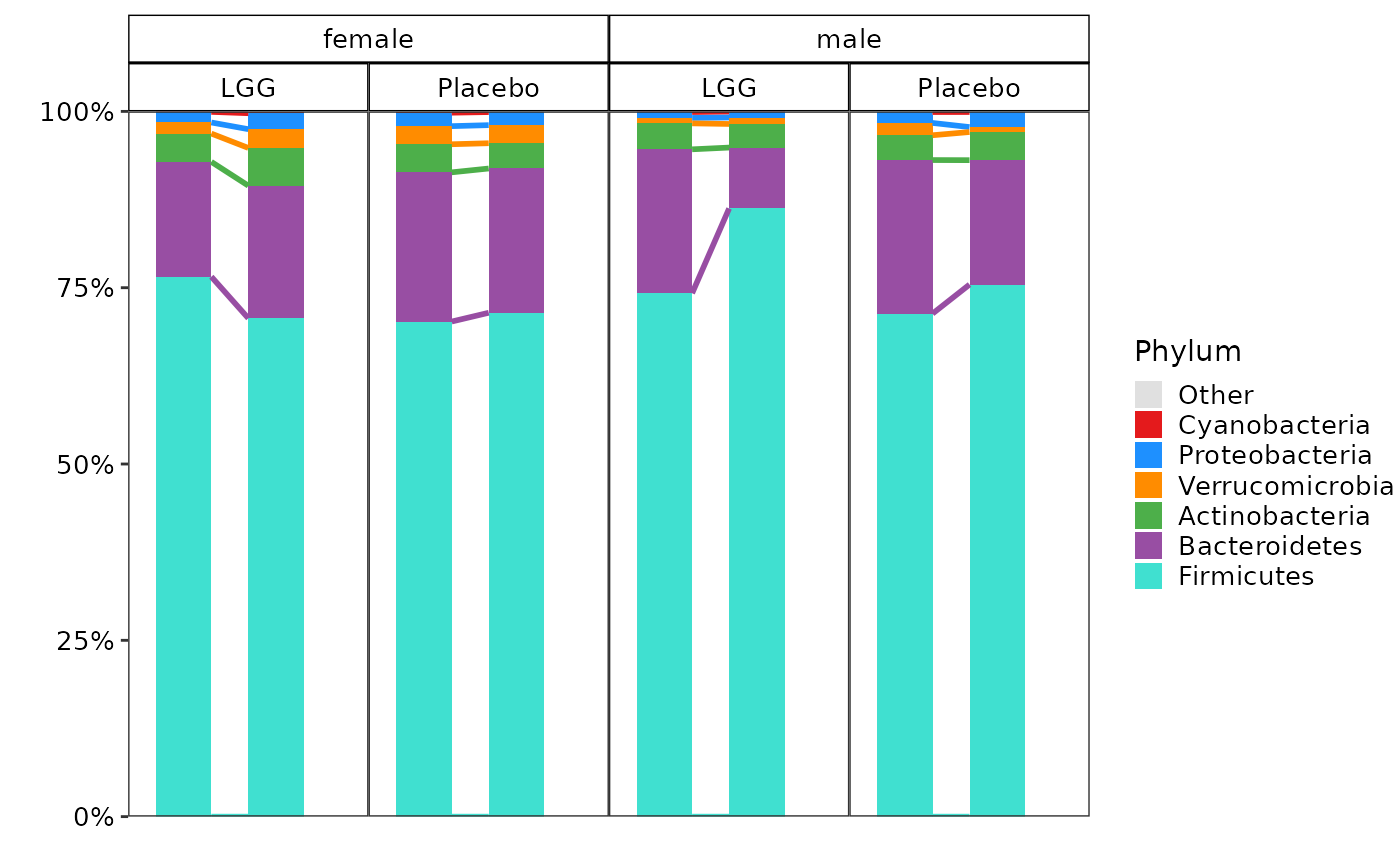 female
male
LGG
Placebo
LGG
Placebo
100%
75%
50%
25%
0%
Phylum
Other
Cyanobacteria
Proteobacteria
Verrucomicrobia
Actinobacteria
Bacteroidetes
Firmicutes